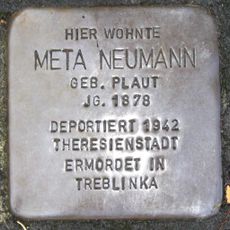 HIER WOHNTE
META NEUMANN
GEB. PLAUT
JG. 1878
DEPORTIERT 1942
THERESIENSTADT
ERMORDET IN
TREBLINKA